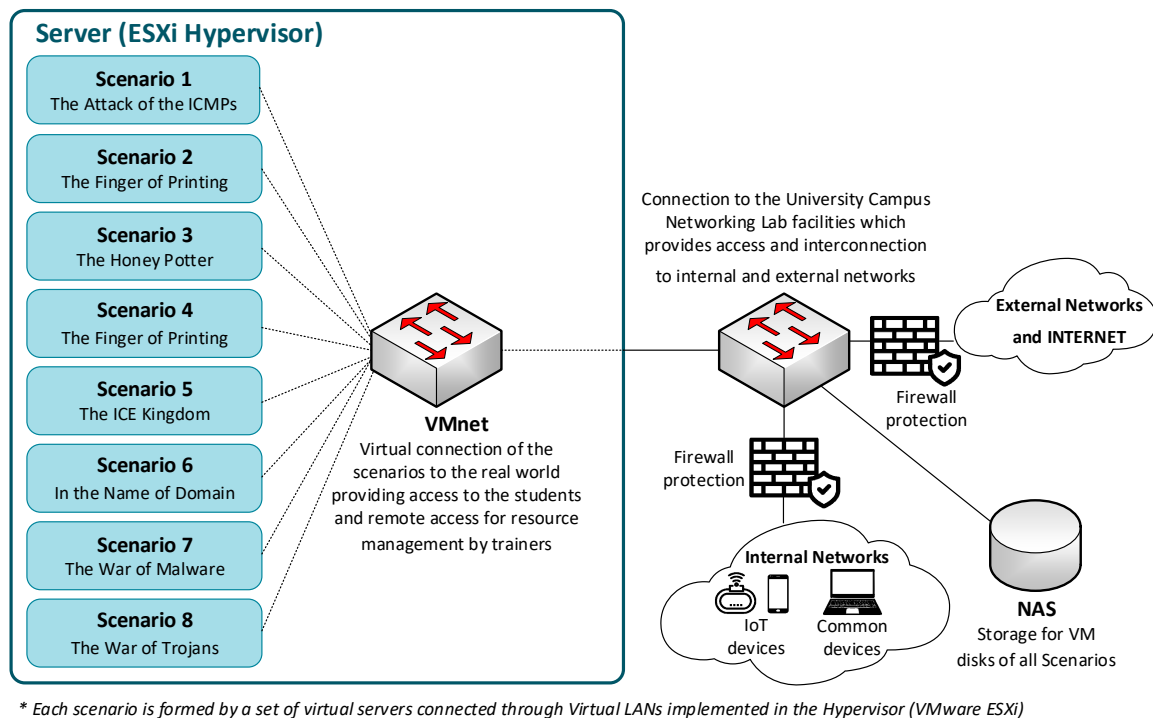 Server (ESXi Hypervisor)
Scenario 1
The Attack of the ICMPs
Scenario 2
The Finger of Printing
Scenario 3
The Honey Potter
Scenario 4
The Finger of Printing
Scenario 5
The ICE Kingdom
Scenario 6
In the Name of Domain
Scenario 7
The War of Malware
Scenario 8
The War of Trojans
VMnet
Virtual connection of the
scenarios to the real world
providing access to the students
and remote access for resource
management by trainers
Connection to the University Campus
Networking Lab facilities which
provides access and interconnection
to internal and external networks
External Networks
and INTERNET
Firewall
protection
Firewall
protection
Internal Networks
IoT
devices
Common
devices
NAS
Storage for VM
disks of all Scenarios
* Each scenario is formed by a set of virtual servers connected through Virtual LANs implemented in the Hypervisor (VMware ESXi)